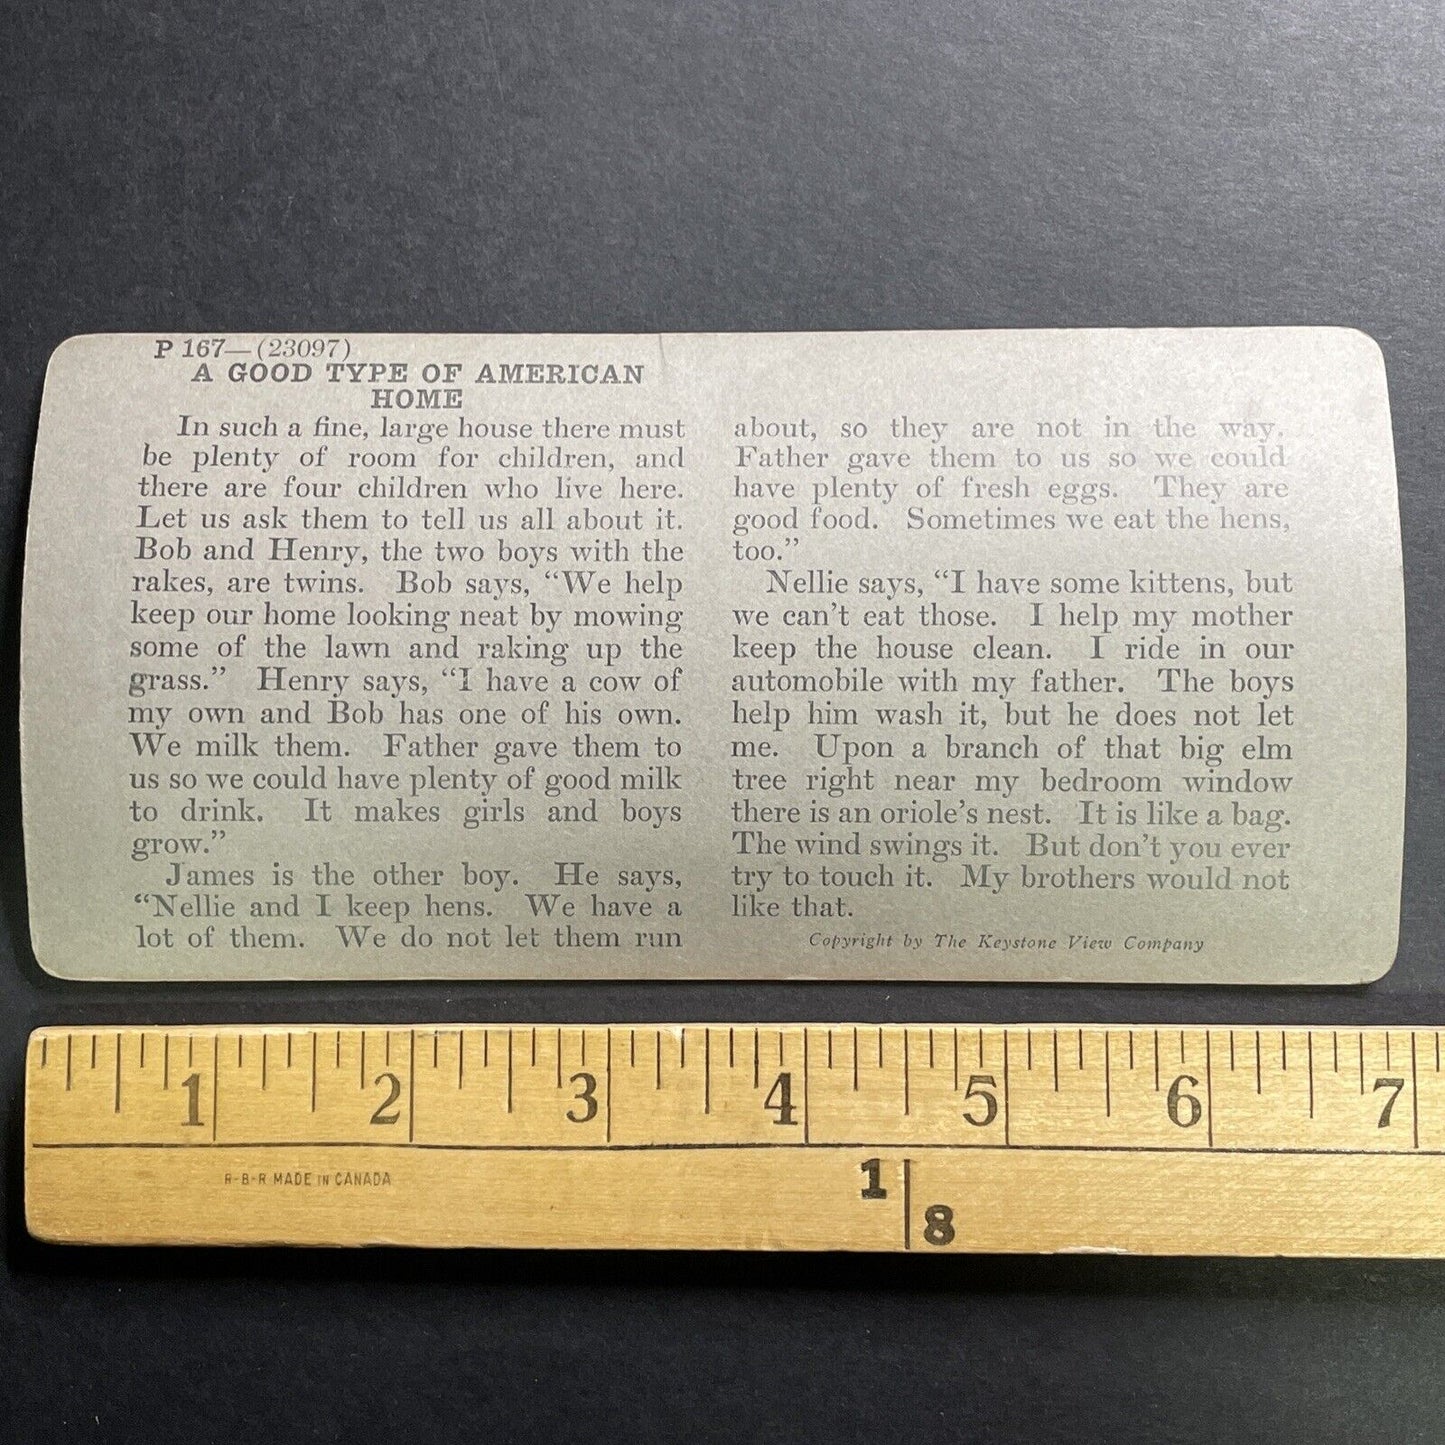 P 167—(23097)
A GOOD TYPE OF AMERICAN
HOME
In such a fine, large house there must
be plenty of room for children, and
there are four children who live here.
Let us ask them to tell us all about it.
Bob and Henry, the two boys with the
rakes, are twins. Bob says, "We help
keep our home looking neat by mowing
some of the lawn and raking up the
grass." Henry says, "I have a cow of
my own and Bob has one of his own.
We milk them. Father gave them to
us so we could have plenty of good milk
to drink. It makes girls and boys
grow."
James is the other boy. He says,
"Nellie and I keep hens. We have a
lot of them. We do not let them run
about, so they are not in the way.
Father gave them to us so we could
have plenty of fresh eggs. They are
good food. Sometimes we eat the hens,
too."
Nellie says, "I have some kittens, but
we can't eat those. I help my mother
keep the house clean. I ride in our
automobile with my father. The boys
help him wash it, but he does not let
me. Upon a branch of that big elm
tree right near my bedroom window
there is an oriole's nest. It is like a bag.
The wind swings it. But don't you ever
try to touch it. My brothers would not
like that.
Copyright by The Keystone View Company
1 2 3 4 5 6 7
R-B-R MADE IN CANADA
1
8